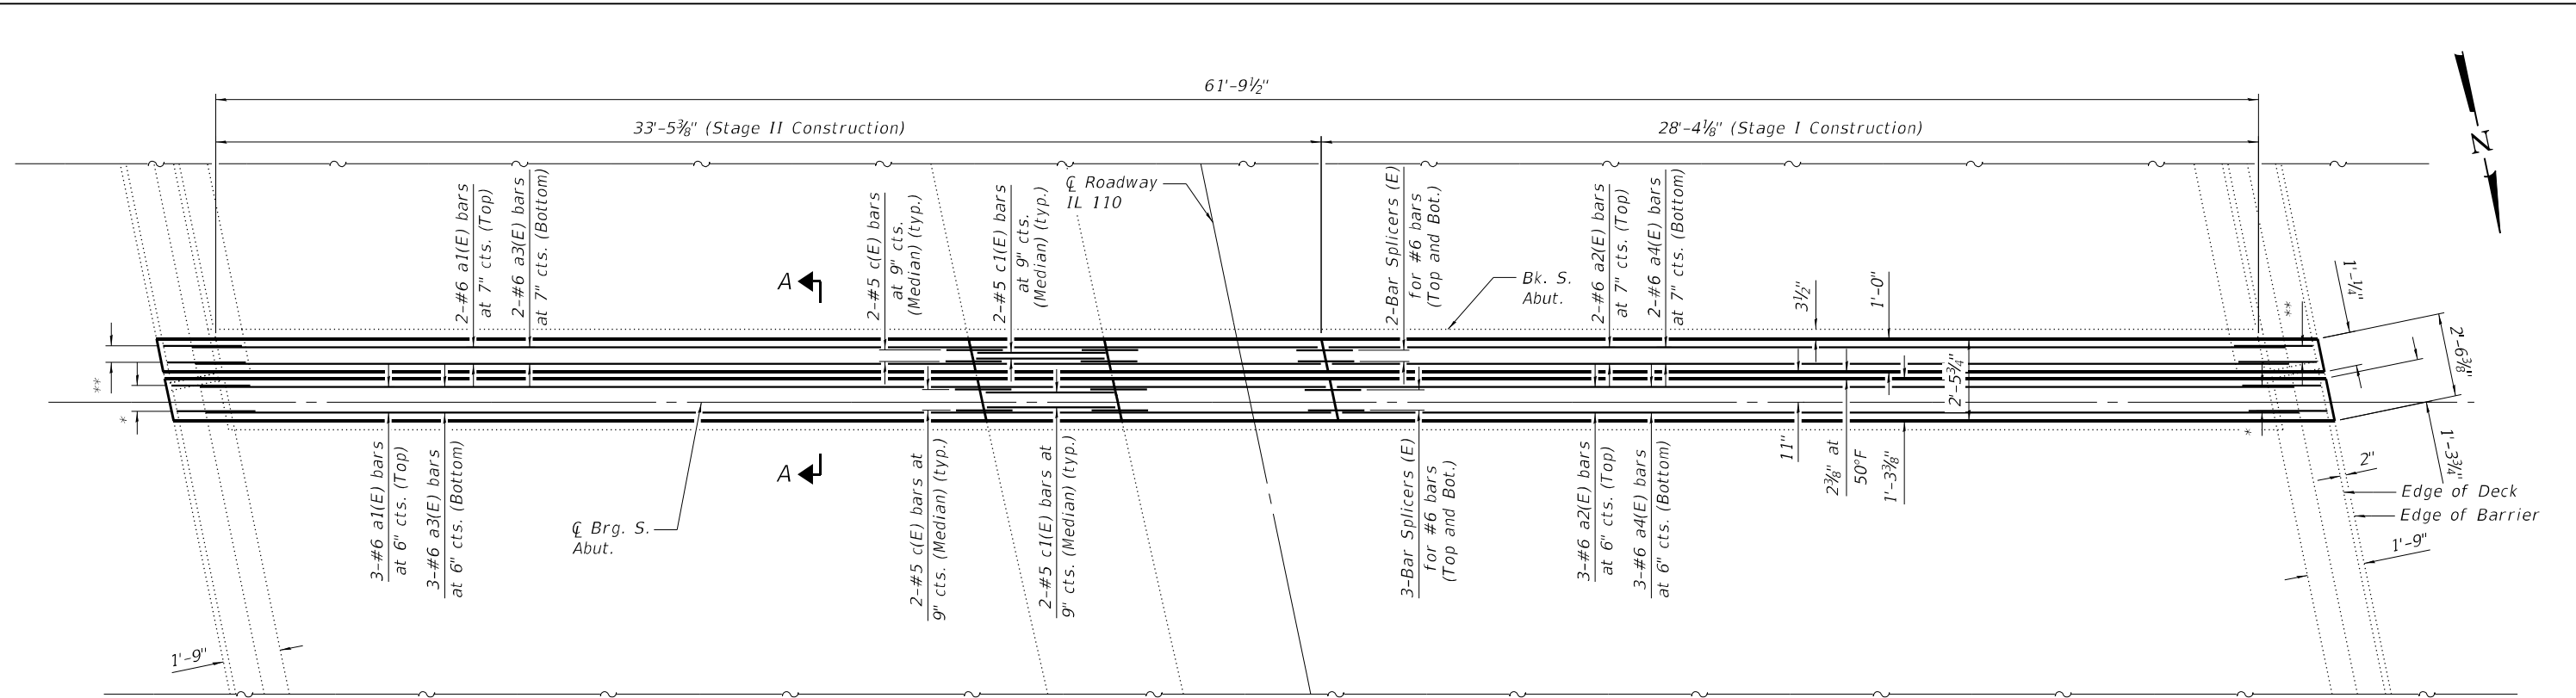 61'-9½"
33'-5⅜" (Stage II Construction)
28'-4⅛" (Stage I Construction)
N
2-#6 a1(E) bars
at 7" cts. (Top)
2-#6 a3(E) bars
at 7" cts. (Bottom)
2-#5 c(E) bars
at 9" cts.
(Median) (typ.)
2-#5 c1(E) bars
at 9" cts.
(Median) (typ.)
℄ Roadway
IL 110
2-Bar Splicers (E)
for #6 bars
(Top and Bot.)
Bk. S.
Abut.
2-#6 a2(E) bars
at 7" cts. (Top)
2-#6 a4(E) bars
at 7" cts. (Bottom)
3½"
1'-0"
1'-¼"
2'-6⅜"
**
A
**
*
2'-5¾"
*
1'-3¾"
A
3-#6 a1(E) bars
at 6" cts. (Top)
3-#6 a3(E) bars
at 6" cts. (Bottom)
℄ Brg. S.
Abut.
2-#5 c(E) bars at
9" cts. (Median) (typ.)
2-#5 c1(E) bars at
9" cts. (Median) (typ.)
3-Bar Splicers (E)
for #6 bars
(Top and Bot.)
3-#6 a2(E) bars
at 6" cts. (Top)
3-#6 a4(E) bars
at 6" cts. (Bottom)
11"
2⅜" at
50°F
1'-3⅜"
2"
Edge of Deck
Edge of Barrier
1'-9"
1'-9"